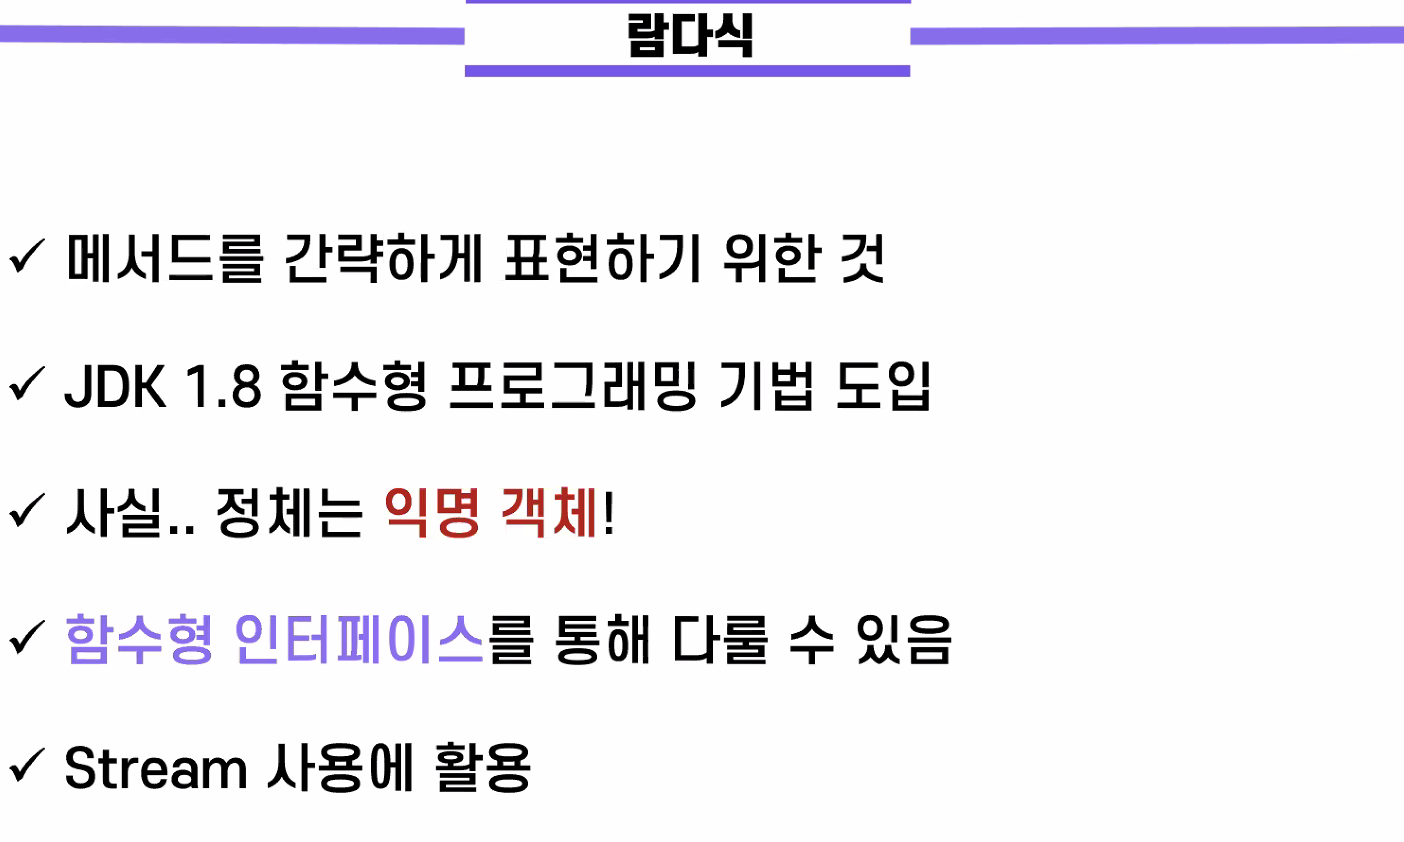 람다식
✓ 메서드를 간략하게 표현하기 위한 것
✓ JDK 1.8 함수형 프로그래밍 기법 도입
✓ 사실.. 정체는 익명 객체!
✓ 함수형 인터페이스를 통해 다룰 수 있음
✓ Stream 사용에 활용